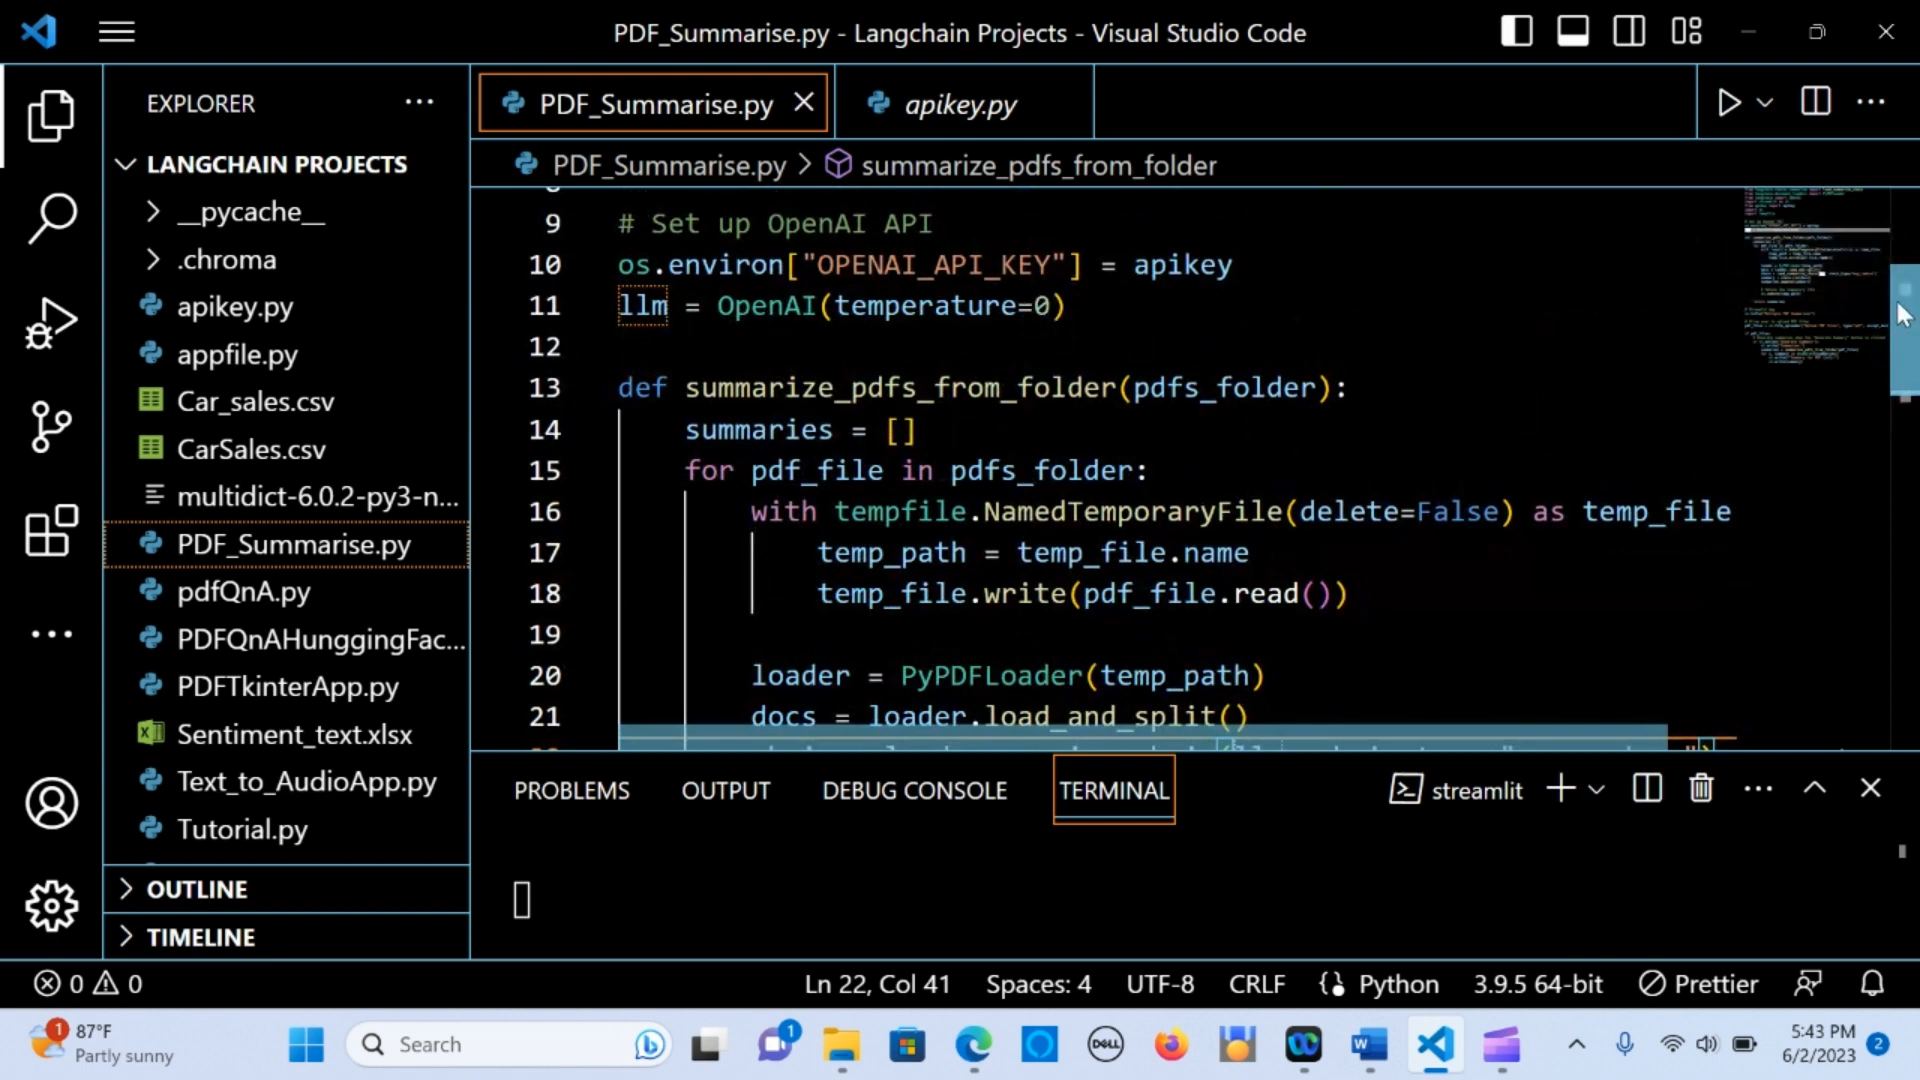 PDF_Summarise.py - Langchain Projects - Visual Studio Code
EXPLORER
LANGCHAIN PROJECTS
__pycache__
.chroma
apikey.py
appfile.py
Car_sales.csv
CarSales.csv
multidict-6.0.2-py3-n...
PDF_Summarise.py
pdfQnA.py
PDFQnAHunggingFac...
PDFTkinterApp.py
Sentiment_text.xlsx
Text_to_AudioApp.py
Tutorial.py
OUTLINE
TIMELINE
PDF_Summarise.py
apikey.py
PDF_Summarise.py > summarize_pdfs_from_folder
9 # Set up OpenAI API
10 os.environ["OPENAI_API_KEY"] = apikey
11 llm = OpenAI(temperature=0)
12
13 def summarize_pdfs_from_folder(pdfs_folder):
14 summaries = []
15 for pdf_file in pdfs_folder:
16 with tempfile.NamedTemporaryFile(delete=False) as temp_file
17 temp_path = temp_file.name
18 temp_file.write(pdf_file.read())
19
20 loader = PyPDFLoader(temp_path)
21 docs = loader.load_and_split()
PROBLEMS OUTPUT DEBUG CONSOLE TERMINAL
streamlit
0 0
Ln 22, Col 41 Spaces: 4 UTF-8 CRLF Python 3.9.5 64-bit Prettier
1
87°F
Partly sunny
Search
1
DELL
W
5:43 PM
6/2/2023
2